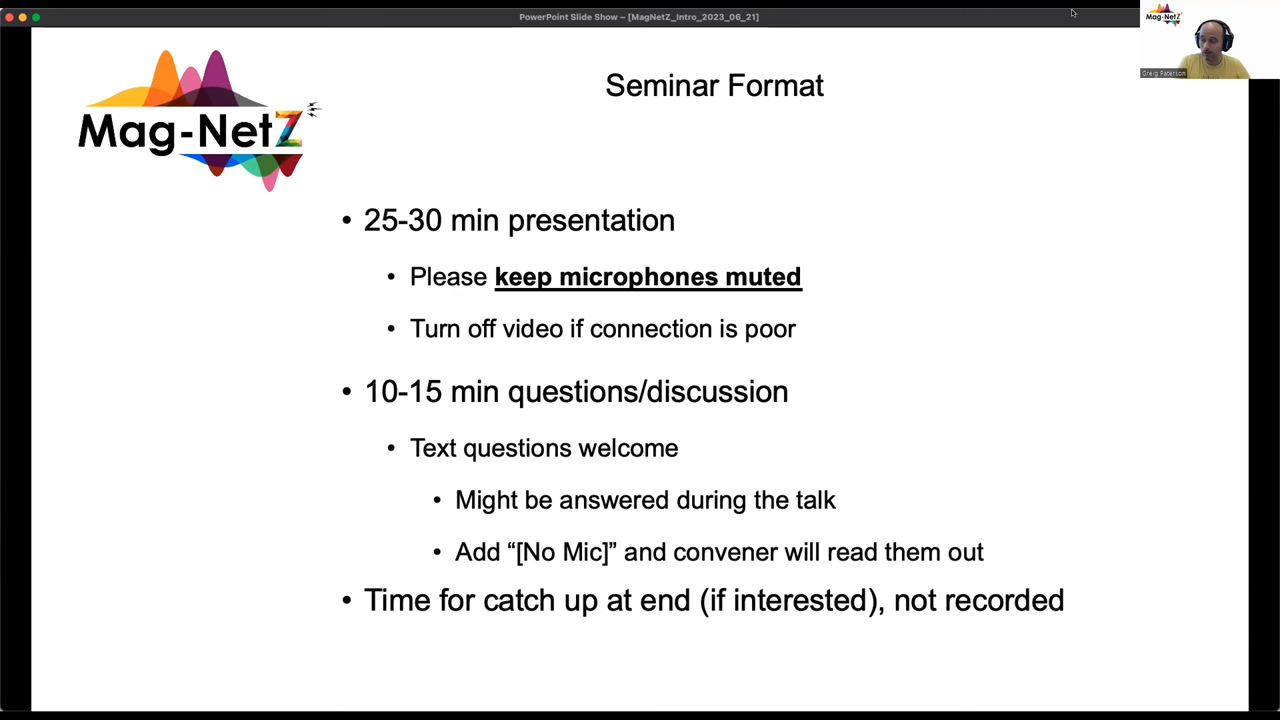 PowerPoint Slide Show – [MagNetZ_Intro_2023_06_21]
Mag-NetZ
Greig Paterson
Seminar Format
Mag-NetZ
• 25-30 min presentation
• Please keep microphones muted
• Turn off video if connection is poor
• 10-15 min questions/discussion
• Text questions welcome
• Might be answered during the talk
• Add “[No Mic]” and convener will read them out
• Time for catch up at end (if interested), not recorded